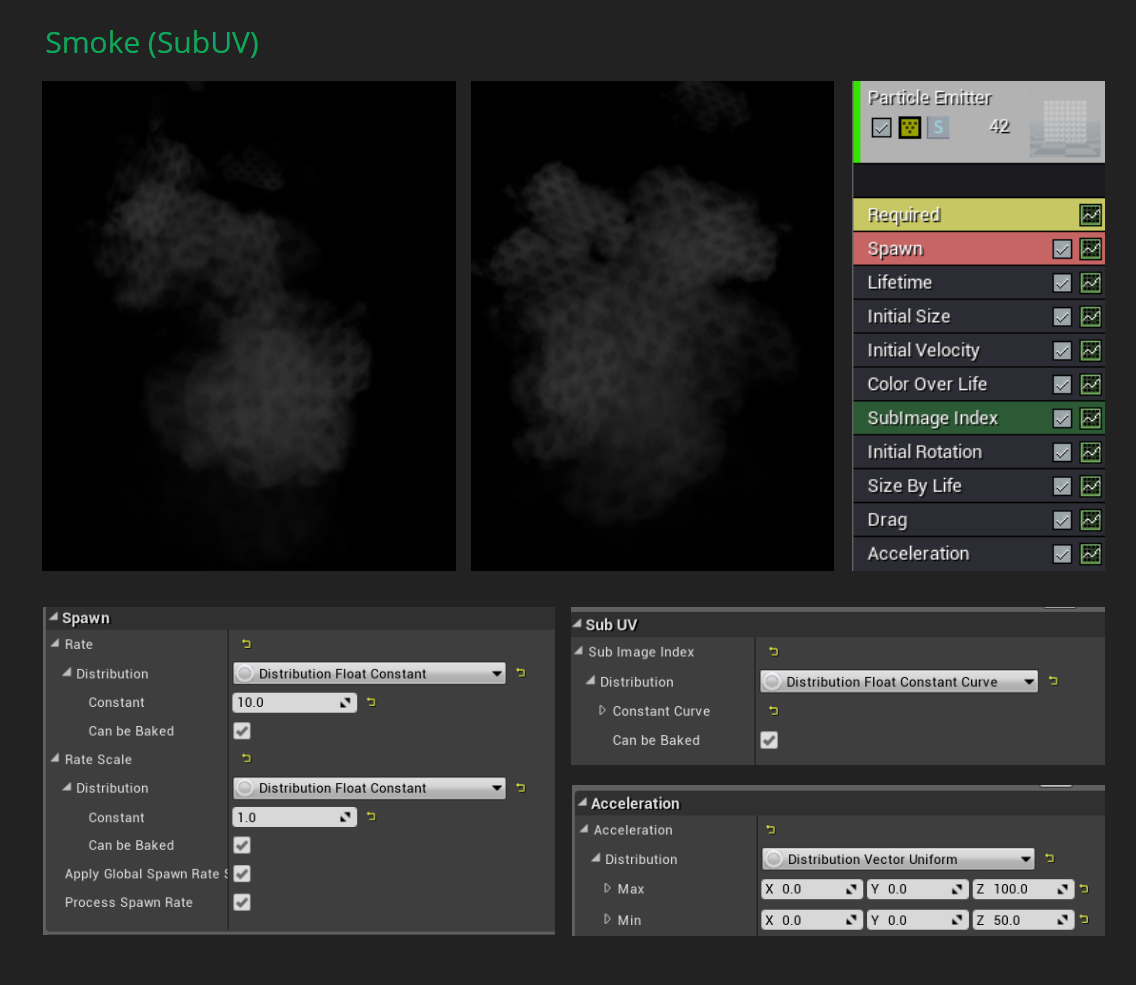 Smoke (SubUV)
Particle Emitter
S
42
Required
Spawn
Lifetime
Initial Size
Initial Velocity
Color Over Life
SubImage Index
Initial Rotation
Size By Life
Drag
Acceleration
Spawn
Rate
Distribution Distribution Float Constant
Constant 10.0
Can be Baked
Rate Scale
Distribution Distribution Float Constant
Constant 1.0
Can be Baked
Apply Global Spawn Rate
Process Spawn Rate
Sub UV
Sub Image Index
Distribution Distribution Float Constant Curve
Constant Curve
Can be Baked
Acceleration
Acceleration
Distribution Distribution Vector Uniform
Max X 0.0 Y 0.0 Z 100.0
Min X 0.0 Y 0.0 Z 50.0